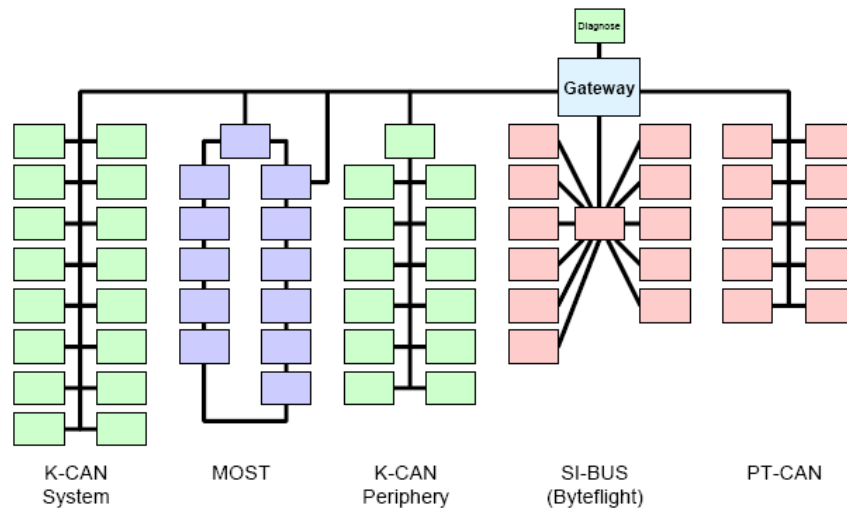 Diagnose
Gateway
K-CAN
System
MOST
K-CAN
Periphery
SI-BUS
(Byteflight)
PT-CAN